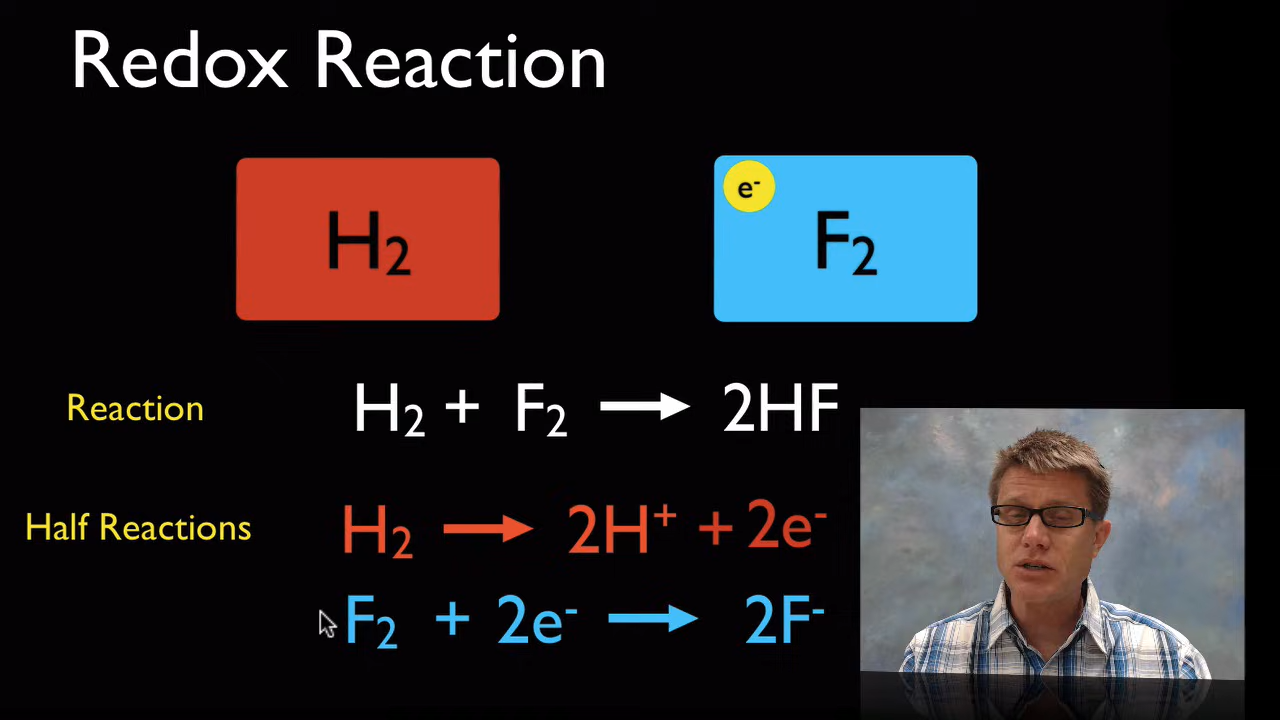 Redox Reaction
H₂
e⁻
F₂
Reaction
H₂ + F₂ → 2HF
Half Reactions
H₂ → 2H⁺ + 2e⁻
F₂ + 2e⁻ → 2F⁻